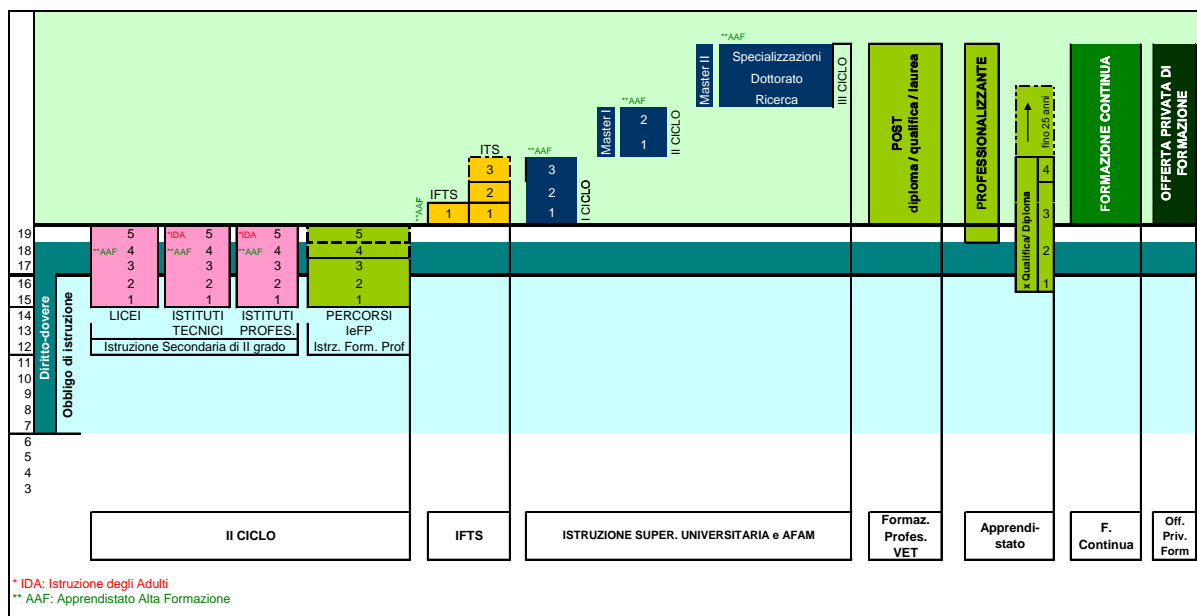 **AAF
Master II
Specializzazioni
Dottorato
Ricerca
III CICLO
**AAF
Master I
2
1
II CICLO
**AAF
3
2
1
I CICLO
ITS
3
2
1
IFTS
1
**AAF
POST
diploma / qualifica / laurea
PROFESSIONALIZZANTE
fino 25 anni
x Qualifica/ Diploma
4
3
2
1
FORMAZIONE CONTINUA
OFFERTA PRIVATA DI
FORMAZIONE
19
18
17
16
15
14
13
12
11
10
9
8
7
6
5
4
3
Diritto-dovere
Obbligo di istruzione
5
**AAF 4
3
2
1
LICEI
*IDA 5
**AAF 4
3
2
1
ISTITUTI
TECNICI
*IDA 5
**AAF 4
3
2
1
ISTITUTI
PROFES.
Istruzione Secondaria di II grado
5
4
3
2
1
PERCORSI
IeFP
Istrz. Form. Prof
II CICLO
IFTS
ISTRUZIONE SUPER. UNIVERSITARIA e AFAM
Formaz.
Profes.
VET
Apprendi-
stato
F.
Continua
Off.
Priv.
Form
* IDA: Istruzione degli Adulti
** AAF: Apprendistato Alta Formazione